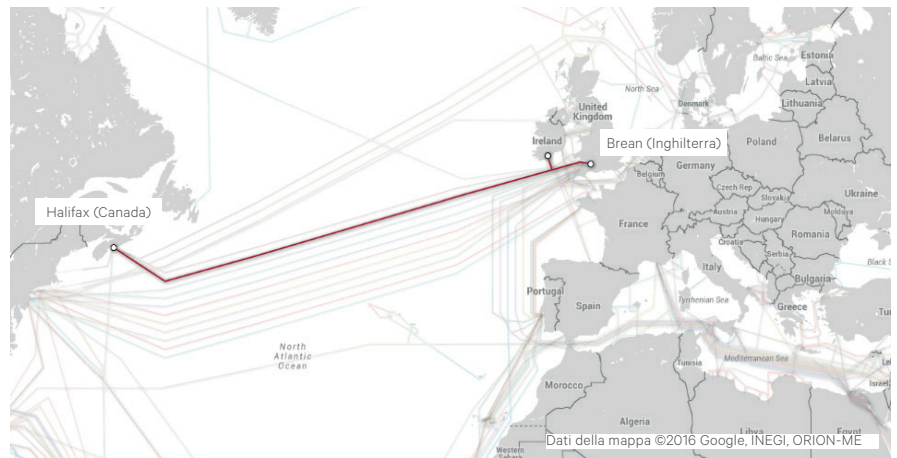 Estonia
Baltic Sea
Latvia
North Sea
Denmark
Lithuania
United
Kingdom
Ireland
Brean (Inghilterra)
Poland
Belarus
Germany
Belgium
Czech Rep
Ukraine
Slovakia
Halifax (Canada)
Austria
Hungary
Moldova
France
Romania
Croatia
Serbia
Black S
Italy
Bulgaria
Portugal
Spain
Tyrrhenian Sea
Greece
Tu
North
Atlantic
Ocean
Tunisia
Mediterranean Sea
Le
Israel
Morocco
Algeria
Libya
Egypt
Western
Sahara
Dati della mappa ©2016 Google, INEGI, ORION-ME